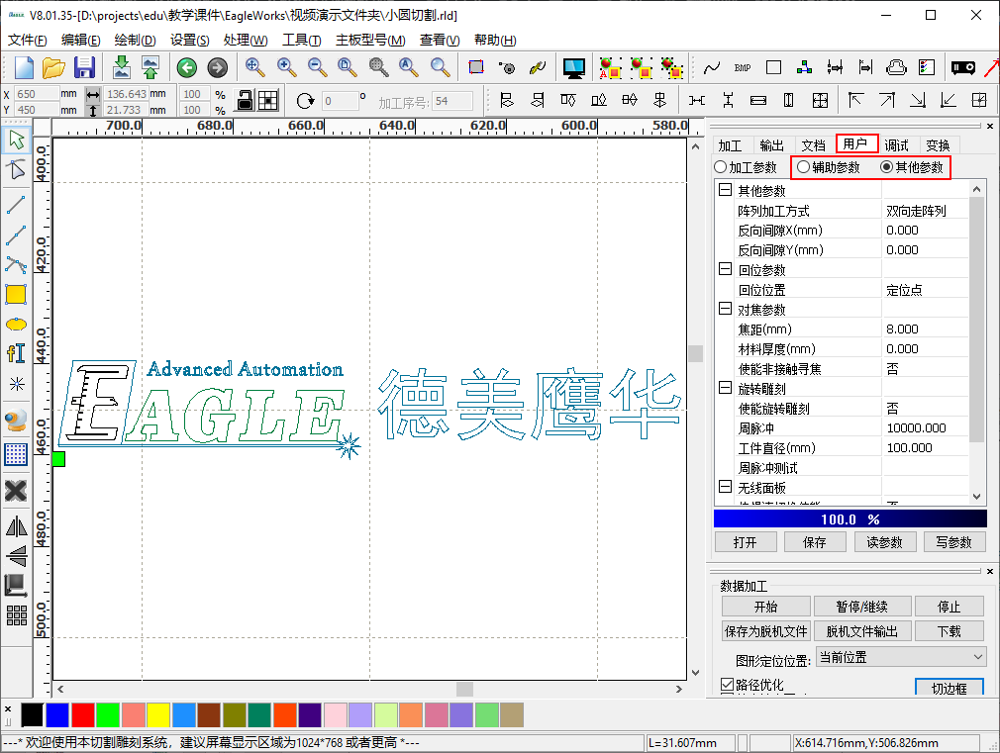 V8.01.35-[D:\projects\edu\教学课件\EagleWorks\视频演示文件夹\小圆切割.rld]
文件(F) 编辑(E) 绘制(D) 设置(S) 处理(W) 工具(T) 主板型号(M) 查看(V) 帮助(H)
BMP
X 650 mm 136.643 mm 100 % 0 ° 加工序号: 54
Y 450 mm 21.733 mm 100 %
700.0 680.0 660.0 640.0 620.0 600.0 580.0
400.0
420.0
440.0
460.0
480.0
500.0
Advanced Automation
EAGLE 德美鹰华
加工 输出 文档 用户 调试 变换
加工参数 辅助参数 其他参数
其他参数
阵列加工方式 双向走阵列
反向间隙X(mm) 0.000
反向间隙Y(mm) 0.000
回位参数
回位位置 定位点
对焦参数
焦距(mm) 8.000
材料厚度(mm) 0.000
使能非接触寻焦 否
旋转雕刻
使能旋转雕刻 否
周脉冲 10000.000
工件直径(mm) 100.000
周脉冲测试
无线面板
100.0 %
打开 保存 读参数 写参数
数据加工
开始 暂停/继续 停止
保存为脱机文件 脱机文件输出 下载
图形定位位置: 当前位置
路径优化
切边框
---* 欢迎使用本切割雕刻系统，建议屏幕显示区域为1024*768 或者更高 *---
L=31.607mm
X:614.716mm,Y:506.826mm